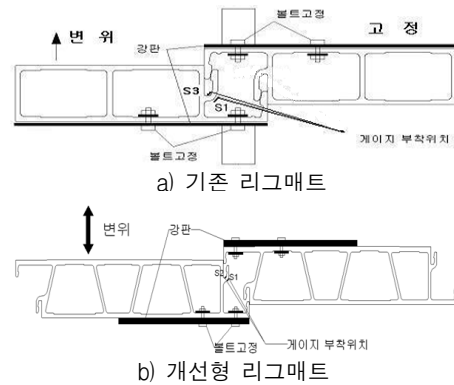 볼트고정
변 위
고 정
강판
S3
S1
게이지 부착위치
볼트고정
a) 기존 리그매트
변위
강판
S2
S1
볼트고정
게이지 부착위치
b) 개선형 리그매트